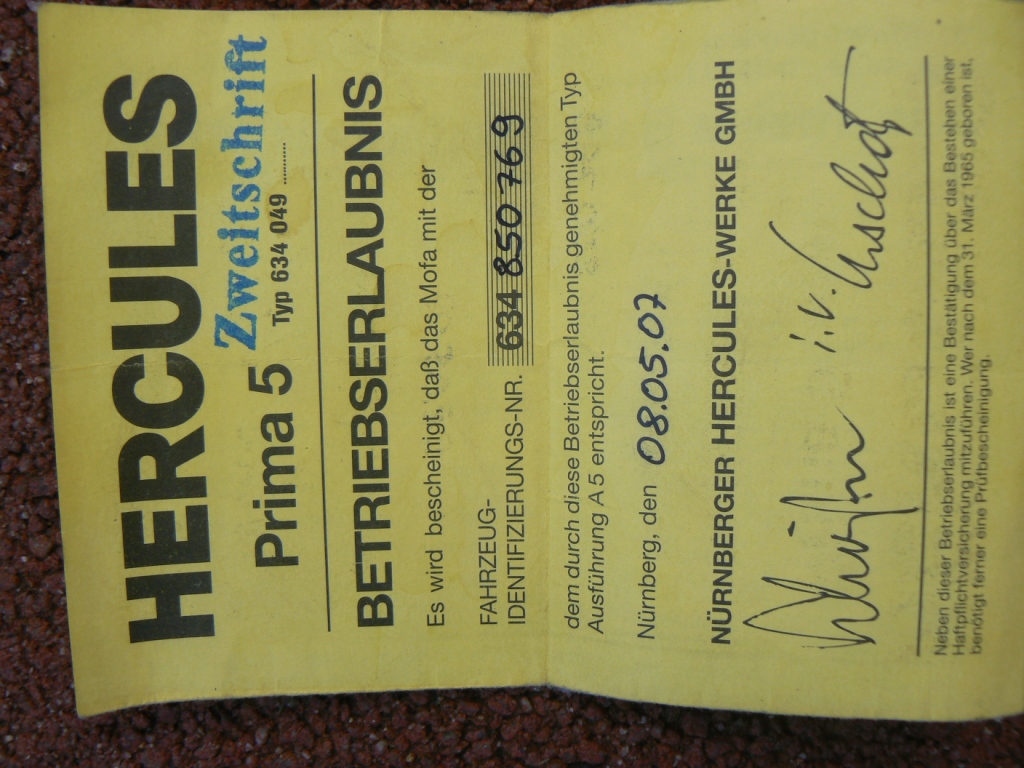 HERCULES
Zweitschrift
Prima 5 Typ 634 049 ..........
BETRIEBSERLAUBNIS
Es wird bescheinigt, daß das Mofa mit der
FAHRZEUG-
IDENTIFIZIERUNGS-NR. 634 850 769
dem durch diese Betriebserlaubnis genehmigten Typ
Ausführung A 5 entspricht.
Nürnberg, den 08.05.07
NÜRNBERGER HERCULES-WERKE GMBH
i.V.
Neben dieser Betriebserlaubnis ist eine Bestätigung über das Bestehen einer
Haftpflichtversicherung mitzuführen. Wer nach dem 31. März 1965 geboren ist,
benötigt ferner eine Prüfbescheinigung.